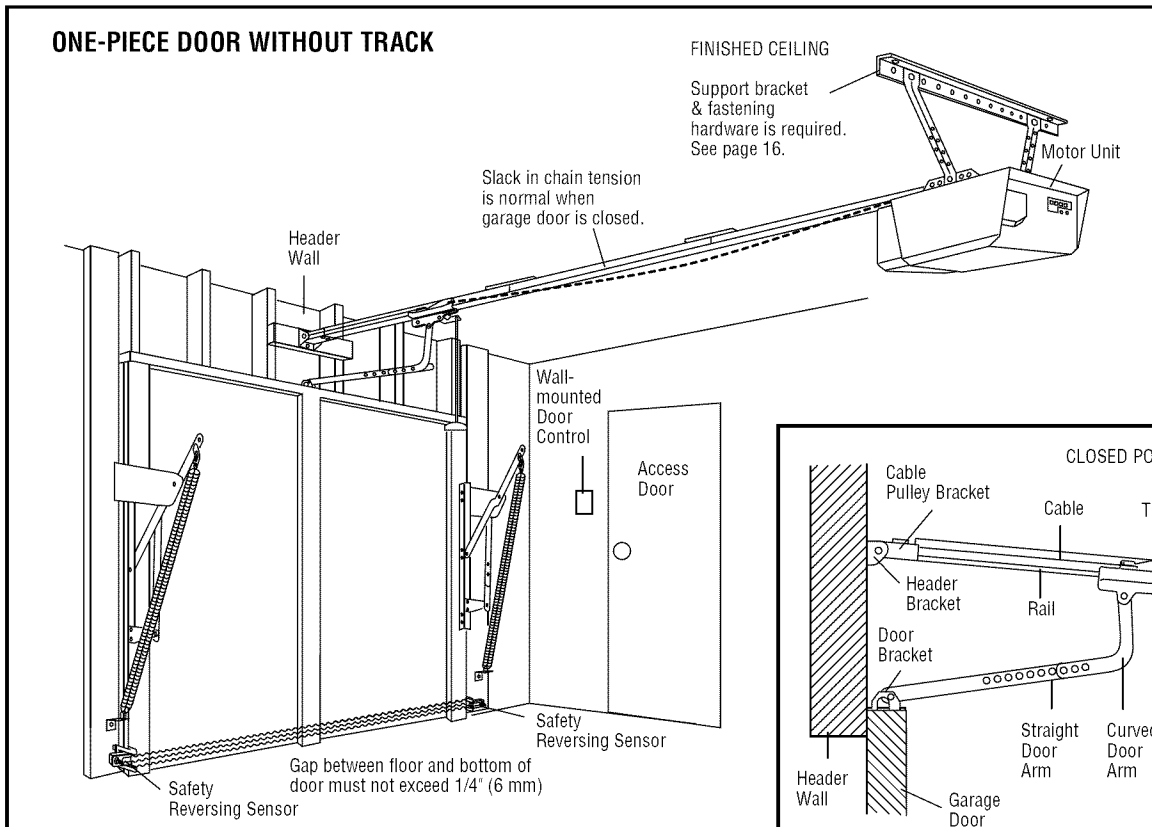 ONE-PIECE DOOR WITHOUT TRACK
FINISHED CEILING
Support bracket
& fastening
hardware is required.
See page 16.
Motor Unit
Slack in chain tension
is normal when
garage door is closed.
Header
Wall
Wall-
mounted
Door
Control
Access
Door
Safety
Reversing Sensor
Gap between floor and bottom of
door must not exceed 1/4" (6 mm)
Safety
Reversing Sensor
CLOSED PO
Cable
Pulley Bracket
Cable
T
Header
Bracket
Rail
Door
Bracket
Straight
Door
Arm
Curved
Door
Arm
Header
Wall
Garage
Door